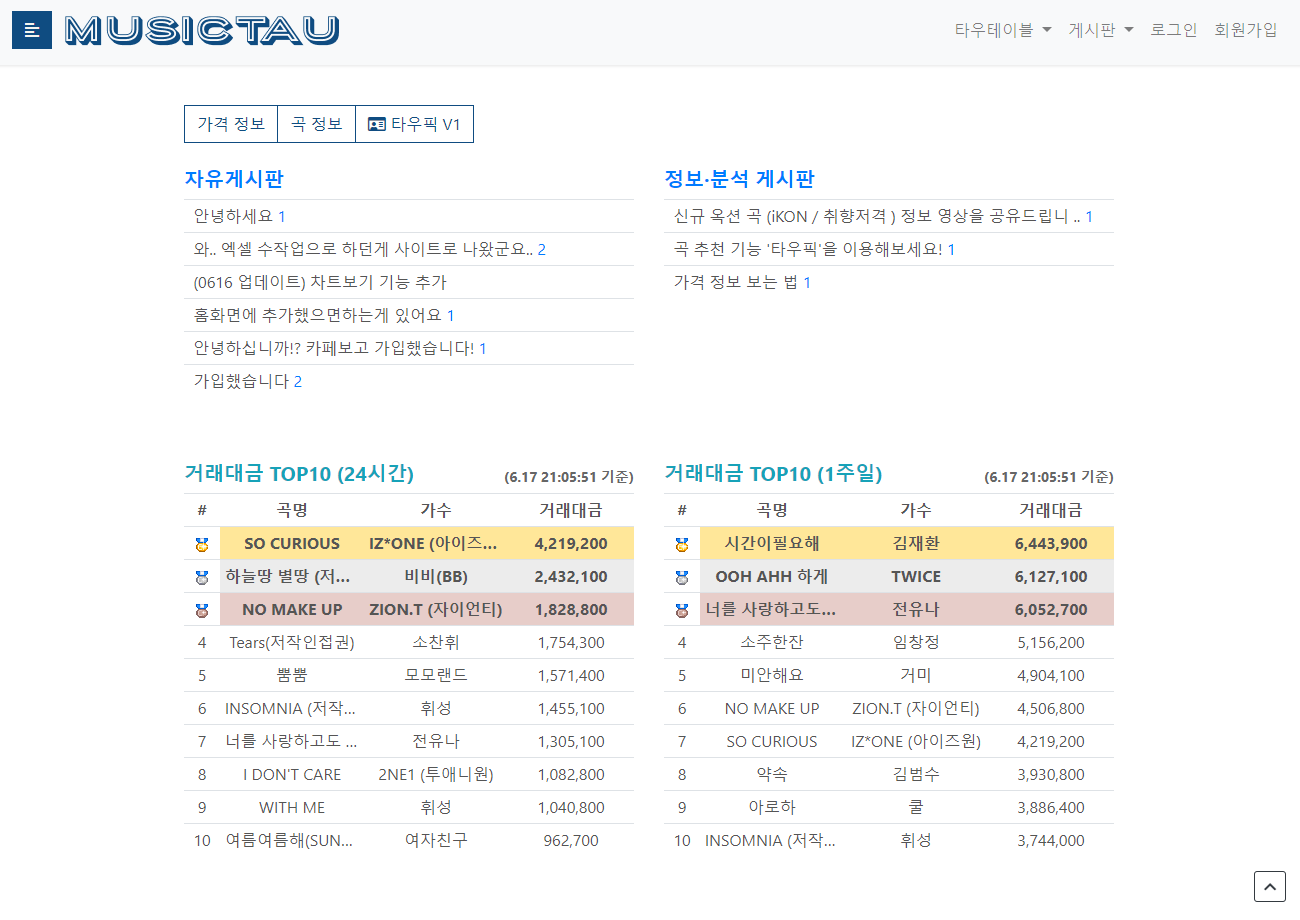 MUSICTAU
타우테이블 게시판 로그인 회원가입
가격 정보 곡 정보 타우픽 V1
자유게시판
안녕하세요 1
와.. 엑셀 수작업으로 하던게 사이트로 나왔군요.. 2
(0616 업데이트) 차트보기 기능 추가
홈화면에 추가했으면하는게 있어요 1
안녕하십니까!? 카페보고 가입했습니다! 1
가입했습니다 2
정보·분석 게시판
신규 옥션 곡 (iKON / 취향저격 ) 정보 영상을 공유드립니 .. 1
곡 추천 기능 '타우픽'을 이용해보세요! 1
가격 정보 보는 법 1
거래대금 TOP10 (24시간) (6.17 21:05:51 기준)
# 곡명 가수 거래대금
SO CURIOUS IZ*ONE (아이즈... 4,219,200
하늘땅 별땅 (저... 비비(BB) 2,432,100
NO MAKE UP ZION.T (자이언티) 1,828,800
4 Tears(저작인접권) 소찬휘 1,754,300
5 뿜뿜 모모랜드 1,571,400
6 INSOMNIA (저작... 휘성 1,455,100
7 너를 사랑하고도 ... 전유나 1,305,100
8 I DON'T CARE 2NE1 (투애니원) 1,082,800
9 WITH ME 휘성 1,040,800
10 여름여름해(SUN... 여자친구 962,700
거래대금 TOP10 (1주일) (6.17 21:05:51 기준)
# 곡명 가수 거래대금
시간이필요해 김재환 6,443,900
OOH AHH 하게 TWICE 6,127,100
너를 사랑하고도... 전유나 6,052,700
4 소주한잔 임창정 5,156,200
5 미안해요 거미 4,904,100
6 NO MAKE UP ZION.T (자이언티) 4,506,800
7 SO CURIOUS IZ*ONE (아이즈원) 4,219,200
8 약속 김범수 3,930,800
9 아로하 쿨 3,886,400
10 INSOMNIA (저작... 휘성 3,744,000